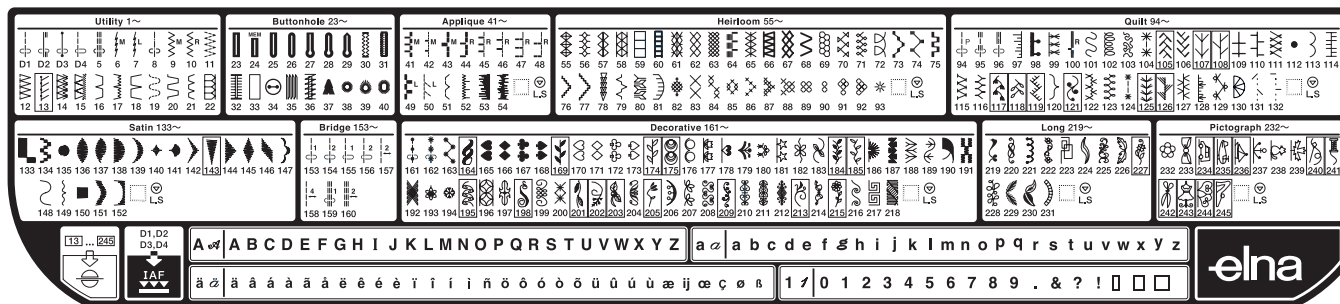 Utility 1~ Buttonhole 23~ Applique 41~ Heirloom 55~ Quilt 94~
M L M R MEM M M R R R P R
D1 D2 D3 D4 5 6 7 8 9 10 11 23 24 25 26 27 28 29 30 31 41 42 43 44 45 46 47 48 55 56 57 58 59 60 61 62 63 64 65 66 67 68 69 70 71 72 73 74 75 94 95 96 97 98 99 100 101 102 103 104 105 106 107 108 109 110 111 112 113 114
L.S L.S L.S
12 13 14 15 16 17 18 19 20 21 22 32 33 34 35 36 37 38 39 40 49 50 51 52 53 54 76 77 78 79 80 81 82 83 84 85 86 87 88 89 90 91 92 93 115 116 117 118 119 120 121 122 123 124 125 126 127 128 129 130 131 132
Satin 133~ Bridge 153~ Decorative 161~ Long 219~ Pictograph 232~
1 2 1 2 2
133 134 135 136 137 138 139 140 141 142 143 144 145 146 147 153 154 155 156 157 161 162 163 164 165 166 167 168 169 170 171 172 173 174 175 176 177 178 179 180 181 182 183 184 185 186 187 188 189 190 191 219 220 221 222 223 224 225 226 227 232 233 234 235 236 237 238 239 240 241
L.S 4 1 2 L.S L.S
148 149 150 151 152 158 159 160 192 193 194 195 196 197 198 199 200 201 202 203 204 205 206 207 208 209 210 211 212 213 214 215 216 217 218 228 229 230 231 242 243 244 245
13 ... 245 D1,D2
D3,D4
IAF
A A A B C D E F G H I J K L M N O P Q R S T U V W X Y Z a a a b c d e f g h i j k l m n o p q r s t u v w x y z
ä ä ä â á à ã å ë ê é è ï î í ì ñ ö ô ó ò õ ü û ú ù æ ij œ ç ø ß 1 1 0 1 2 3 4 5 6 7 8 9 . & ? !
elna